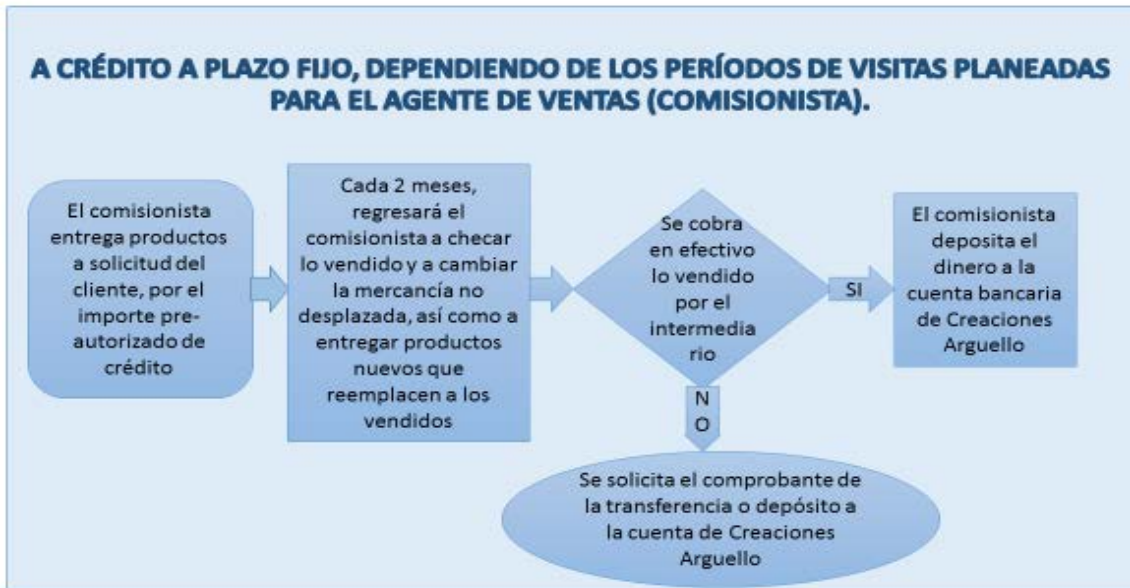 A CRÉDITO A PLAZO FIJO, DEPENDIENDO DE LOS PERÍODOS DE VISITAS PLANEADAS
PARA EL AGENTE DE VENTAS (COMISIONISTA).
El comisionista
entrega productos
a solicitud del
cliente, por el
importe pre-
autorizado de
crédito
Cada 2 meses,
regresará el
comisionista a checar
lo vendido y a cambiar
la mercancía no
desplazada, así como a
entregar productos
nuevos que
reemplacen a los
vendidos
Se cobra
en efectivo
lo vendido
por el
intermedia
rio
SI
El comisionista
deposita el
dinero a la
cuenta bancaria
de Creaciones
Arguello
N
O
Se solicita el comprobante de
la transferencia o depósito a
la cuenta de Creaciones
Arguello